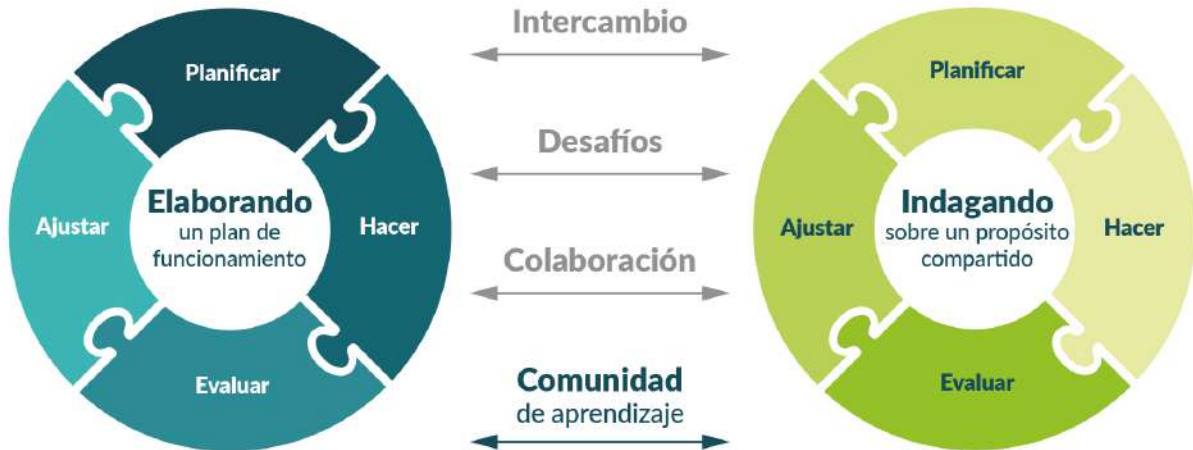 Planificar
Hacer
Evaluar
Ajustar
Elaborando
un plan de
funcionamiento
Intercambio
Desafíos
Colaboración
Comunidad
de aprendizaje
Planificar
Hacer
Evaluar
Ajustar
Indagando
sobre un propósito
compartido